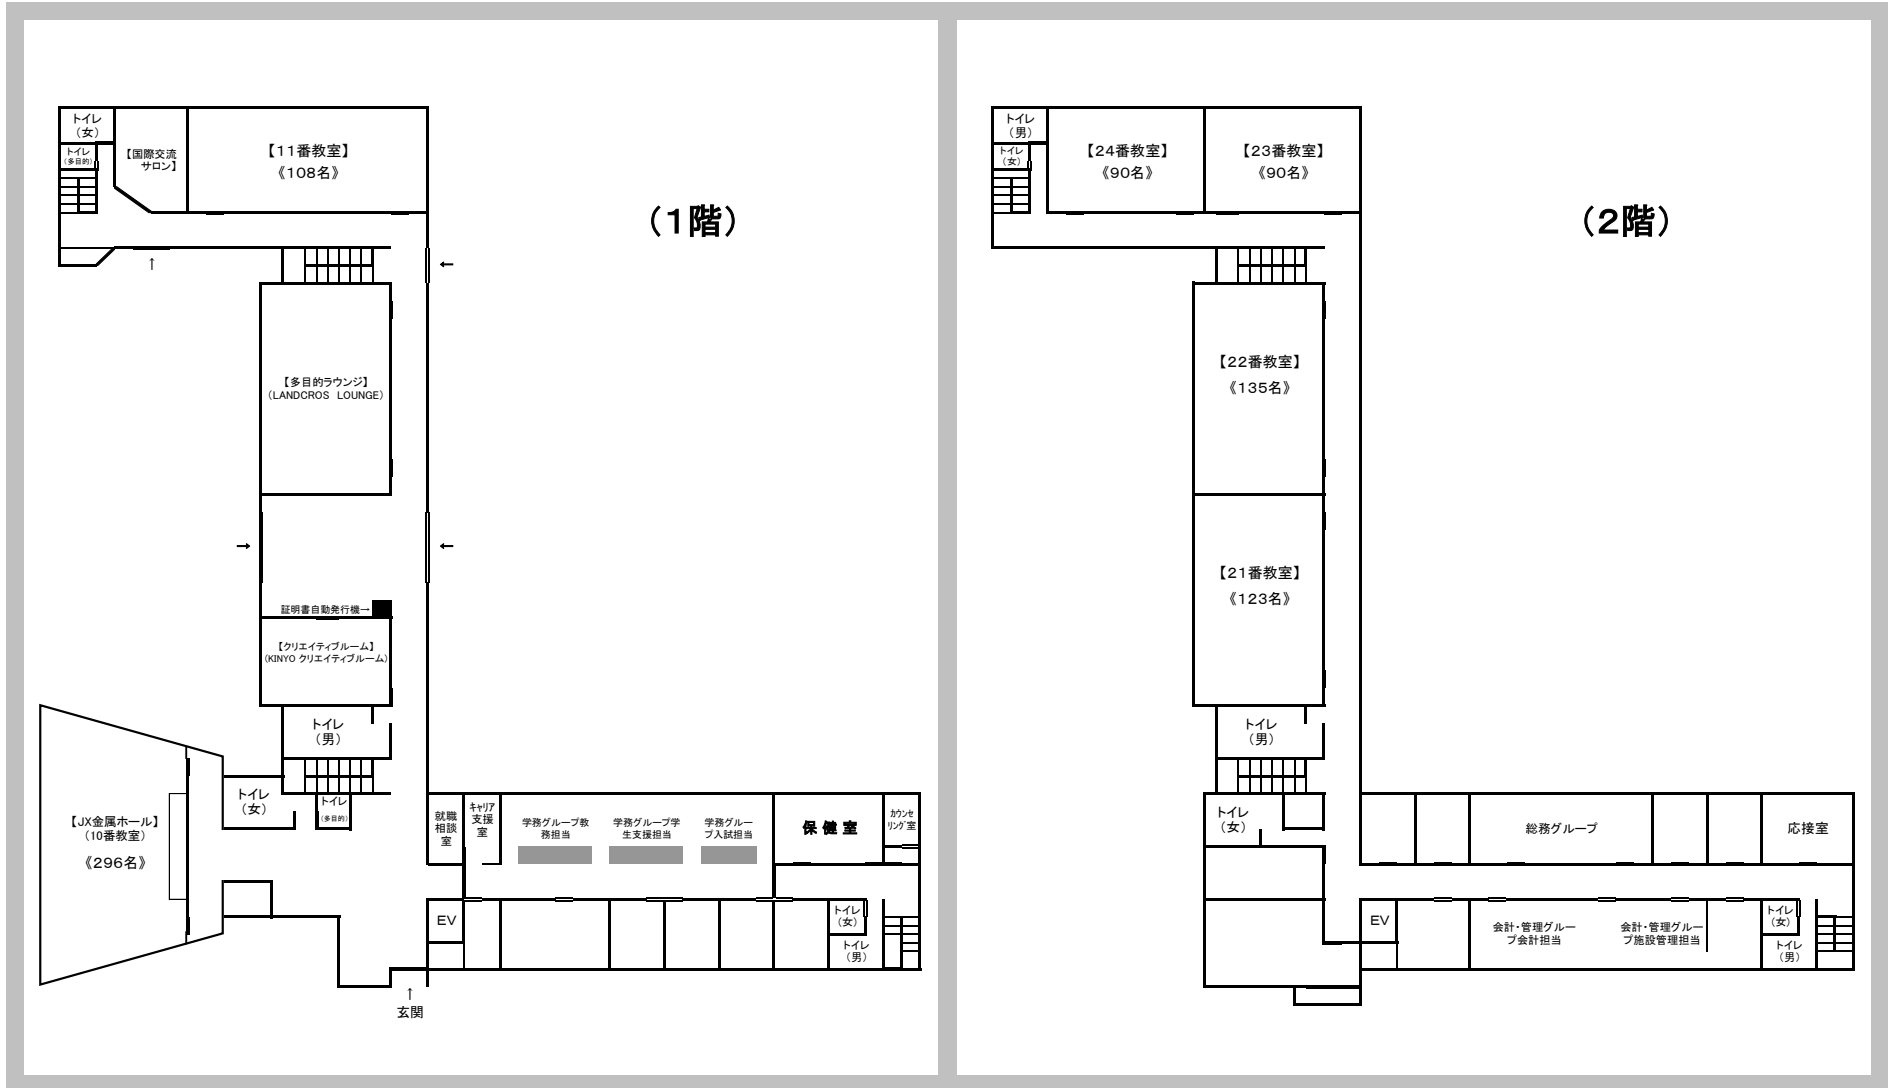 トイレ
（女）
トイレ
（多目的）
【国際交流
サロン】
【11番教室】
《108名》
（1階）
↑
←
【多目的ラウンジ】
（LANDCROS LOUNGE）
→
←
証明書自動発行機→
【クリエイティブルーム】
（KINYO クリエイティブルーム）
トイレ
（男）
トイレ
（女）
トイレ
（多目的）
【JX金属ホール】
（10番教室）
《296名》
就職
相談
室
キャリア
支援
室
学務グループ教
務担当
学務グループ学
生支援担当
学務グルー
プ入試担当
保健室
カウンセ
リング室
EV
トイレ
（女）
トイレ
（男）
↑
玄関
トイレ
（男）
トイレ
（女）
【24番教室】
《90名》
【23番教室】
《90名》
（2階）
【22番教室】
《135名》
【21番教室】
《123名》
トイレ
（男）
トイレ
（女）
総務グループ
応接室
EV
会計・管理グルー
プ会計担当
会計・管理グルー
プ施設管理担当
トイレ
（女）
トイレ
（男）